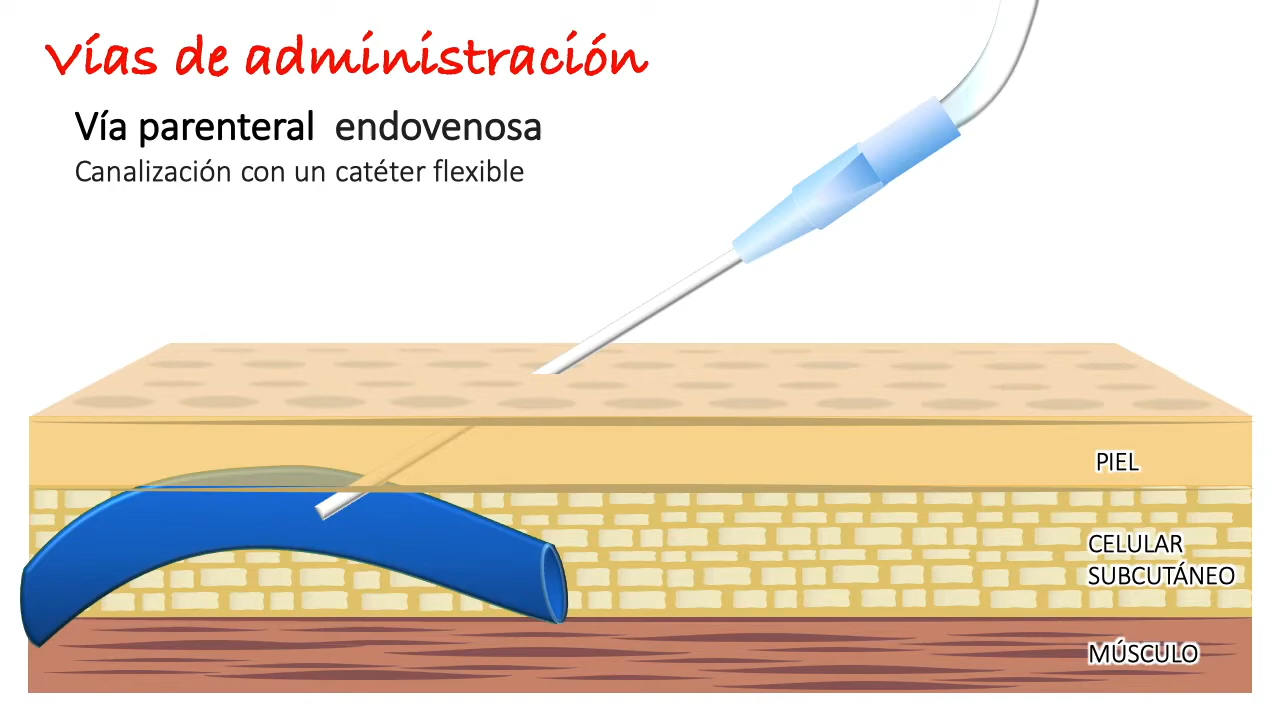 Vías de administración
Vía parenteral endovenosa
Canalización con un catéter flexible
PIEL
CELULAR
SUBCUTÁNEO
MÚSCULO